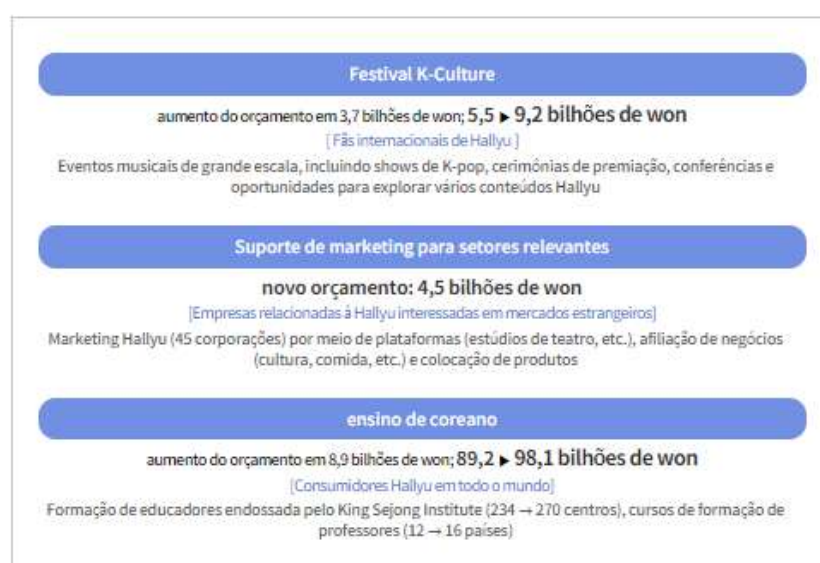 Festival K-Culture
aumento do orçamento em 3,7 bilhões de won; 5,5 ▶ 9,2 bilhões de won
[ Fãs internacionais de Hallyu ]
Eventos musicais de grande escala, incluindo shows de K-pop, cerimónias de premiação, conferências e
oportunidades para explorar vários conteúdos Hallyu
Suporte de marketing para setores relevantes
novo orçamento: 4,5 bilhões de won
[Empresas relacionadas á Hallyu interessadas em mercados estrangeiros]
Marketing Hallyu (45 corporações) por meio de plataformas (estúdios de teatro, etc.), afiliação de negócios
(cultura, comida, etc.) e colocação de produtos
ensino de coreano
aumento do orçamento em 8,9 bilhões de won; 89,2 ▶ 98,1 bilhões de won
[Consumidores Hallyu em todo o mundo]
Formação de educadores endossada pelo King Sejong Institute (234 → 270 centros), cursos de formação de
professores (12 → 16 países)